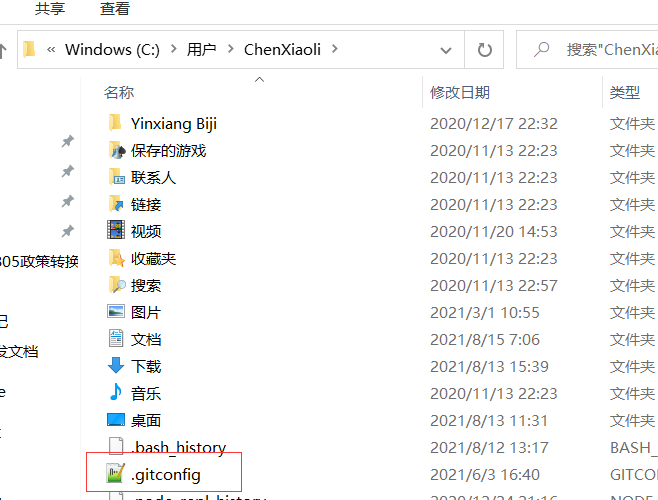 共享 查看
« Windows (C:) › 用户 › ChenXiaoli › 搜索"ChenXia
名称 修改日期 类型
Yinxiang Biji 2020/12/17 22:32 文件夹
保存的游戏 2020/11/13 22:23 文件夹
联系人 2020/11/13 22:23 文件夹
链接 2020/11/13 22:23 文件夹
视频 2020/11/20 14:53 文件夹
305政策转换 收藏夹 2020/11/13 22:23 文件夹
搜索 2020/11/13 22:57 文件夹
图片 2021/3/1 10:55 文件夹
发文档 文档 2021/8/15 7:06 文件夹
下载 2021/8/13 15:39 文件夹
音乐 2020/11/13 22:23 文件夹
桌面 2021/8/13 11:31 文件夹
.bash_history 2021/8/12 13:17 BASH_
.gitconfig 2021/6/3 16:40 GITCO
.node_repl_history 2020/12/24 21:16 NODE